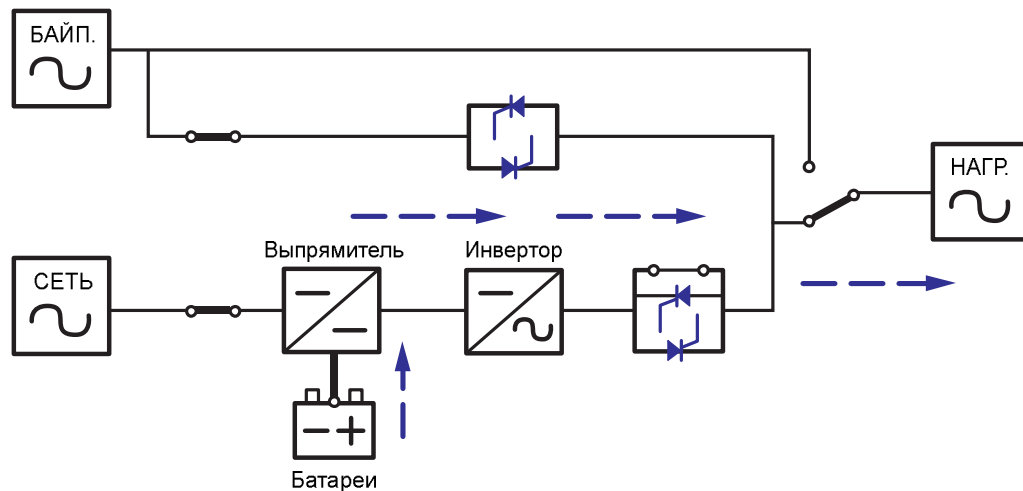 БАЙП.
НАГР.
Выпрямитель
Инвертор
СЕТЬ
Батареи